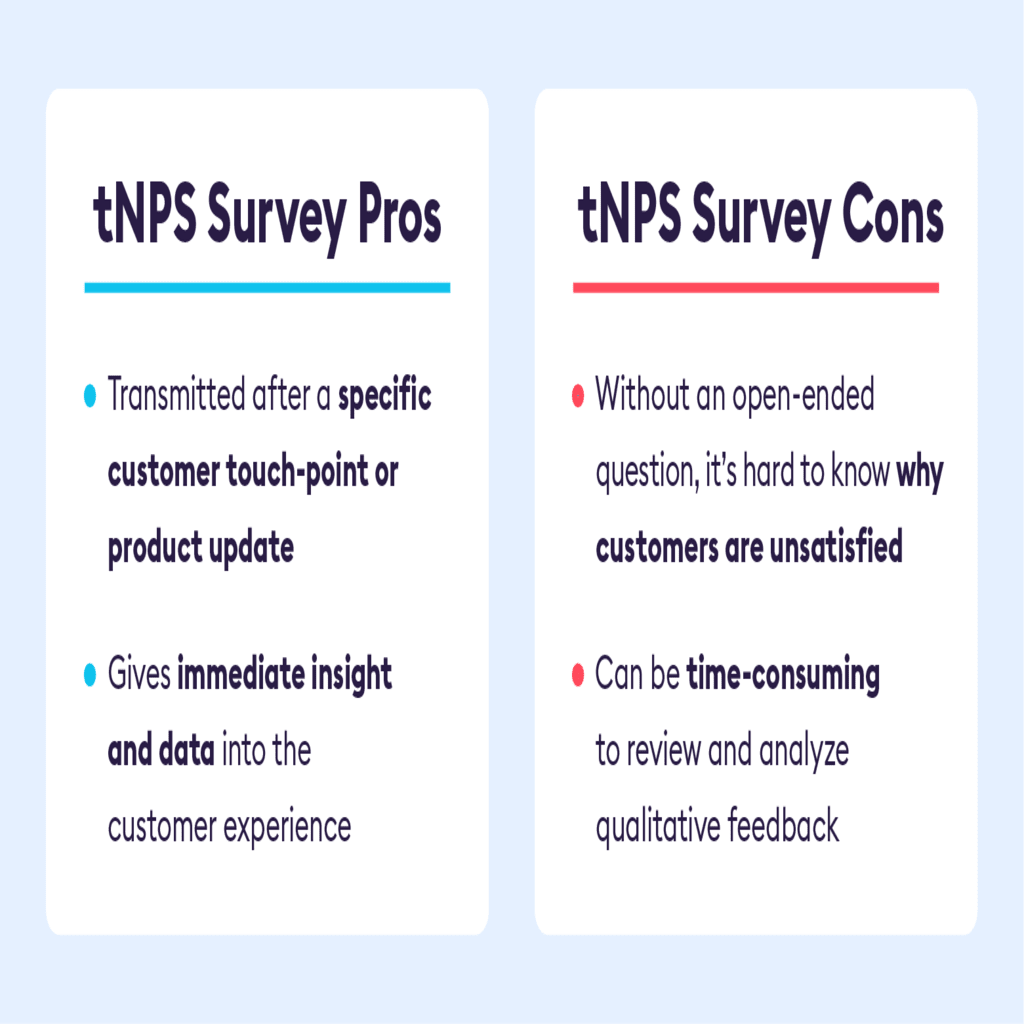 tNPS Survey Pros
Transmitted after a specific
customer touch-point or
product update
Gives immediate insight
and data into the
customer experience
tNPS Survey Cons
Without an open-ended
question, it’s hard to know why
customers are unsatisfied
Can be time-consuming
to review and analyze
qualitative feedback